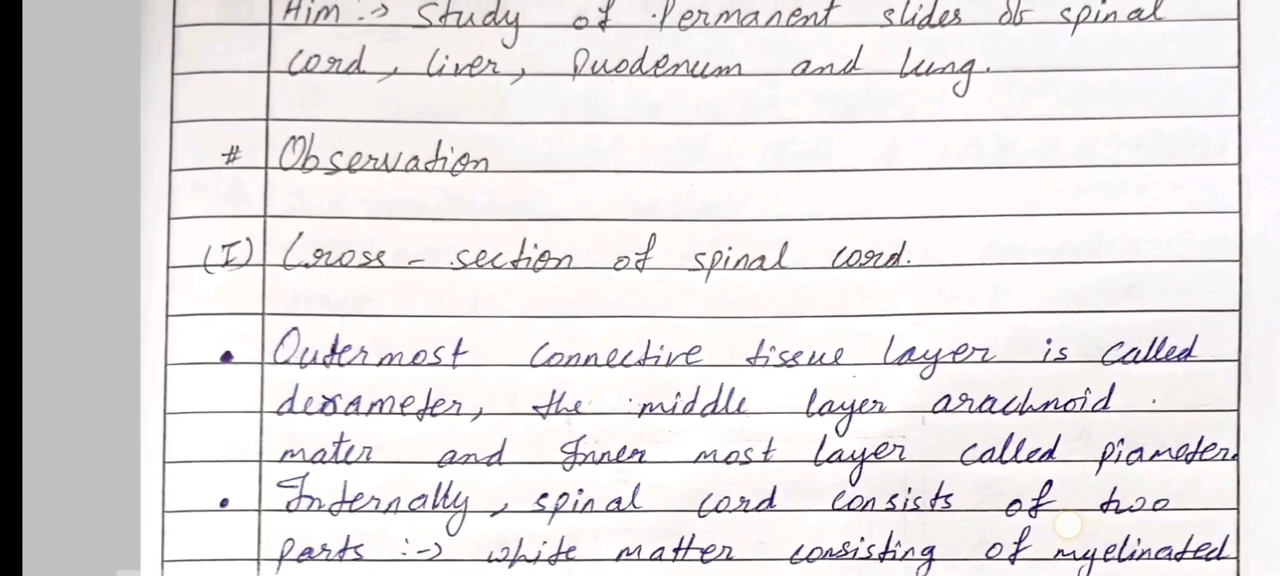 Aim :-> Study of Permanent slides of spinal
cord, liver, Duodenum and lung.
# Observation
(I) Cross - section of spinal cord.
• Outermost connective tissue layer is called
derameter, the middle layer arachnoid
mater and Inner most layer called piameter.
• Internally, spinal cord consists of two
parts :-> white matter consisting of myelinated